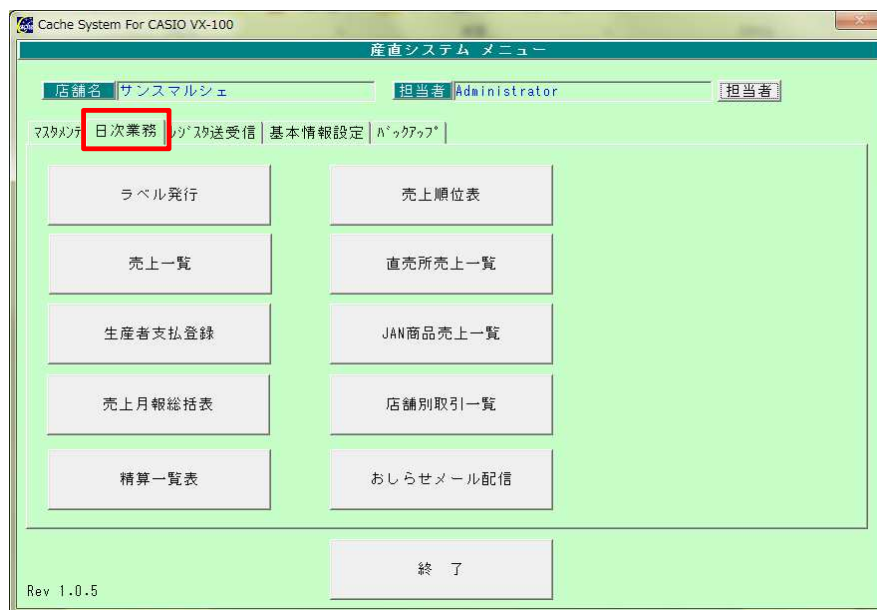 Cache System For CASIO VX-100
産直システム メニュー
店舗名 サンスマルシェ 担当者 Administrator 担当者
ﾏｽﾀﾒﾝﾃ 日次業務 ﾚｼﾞｽﾀ送受信 基本情報設定 ﾊﾞｯｸｱｯﾌﾟ
ラベル発行 売上順位表
売上一覧 直売所売上一覧
生産者支払登録 JAN商品売上一覧
売上月報総括表 店舗別取引一覧
精算一覧表 おしらせメール配信
終 了
Rev 1.0.5